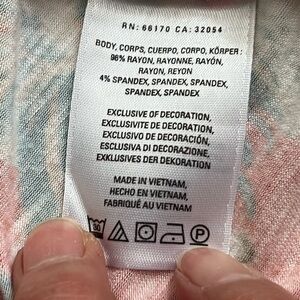 RN: 66170 CA: 32054
BODY, CORPS, CUERPO, CORPO, KÖRPER:
96% RAYON, RAYONNE, RAYÓN,
RAYON, REYON
4% SPANDEX, SPANDEX, SPANDEX,
SPANDEX, SPANDEX
EXCLUSIVE OF DECORATION,
EXCLUSIVITE DE DECORATION,
EXCLUSIVO DE DECORACIÓN,
ESCLUSIVA DI DECORAZIONE,
EXKLUSIVES DER DEKORATION
MADE IN VIETNAM,
HECHO EN VIETNAM,
FABRIQUÉ AU VIETNAM
30
P